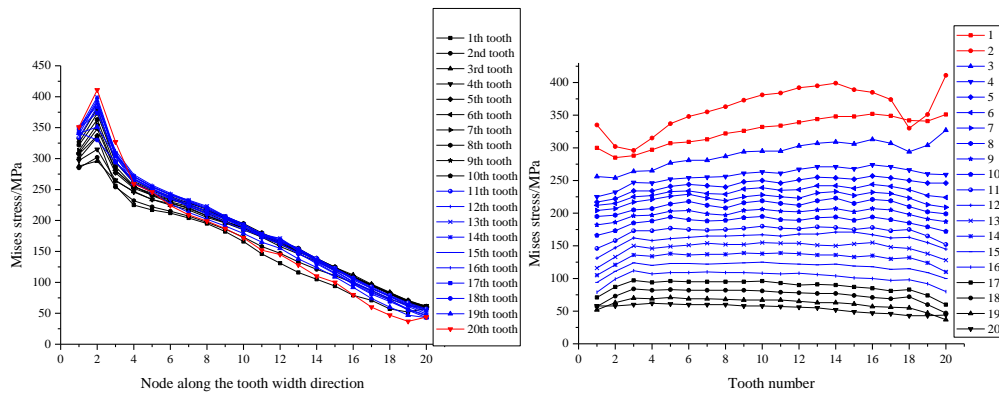 Mises stress/MPa
450
400
350
300
250
200
150
100
50
0
0 2 4 6 8 10 12 14 16 18 20
Node along the tooth width direction
1th tooth
2nd tooth
3rd tooth
4th tooth
5th tooth
6th tooth
7th tooth
8th tooth
9th tooth
10th tooth
11th tooth
12th tooth
13th tooth
14th tooth
15th tooth
16th tooth
17th tooth
18th tooth
19th tooth
20th tooth
Mises stress/MPa
400
350
300
250
200
150
100
50
0
0 2 4 6 8 10 12 14 16 18 20
Tooth number
1
2
3
4
5
6
7
8
9
10
11
12
13
14
15
16
17
18
19
20